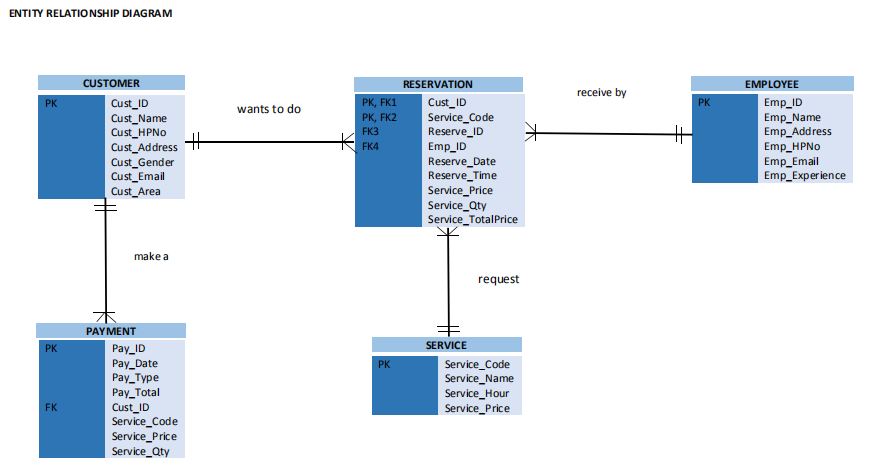 ENTITY RELATIONSHIP DIAGRAM
CUSTOMER
PK Cust_ID
Cust_Name
Cust_HPNo
Cust_Address
Cust_Gender
Cust_Email
Cust_Area
wants to do
RESERVATION
PK, FK1 Cust_ID
PK, FK2 Service_Code
FK3 Reserve_ID
FK4 Emp_ID
Reserve_Date
Reserve_Time
Service_Price
Service_Qty
Service_TotalPrice
receive by
EMPLOYEE
PK Emp_ID
Emp_Name
Emp_Address
Emp_HPNo
Emp_Email
Emp_Experience
make a
request
PAYMENT
PK Pay_ID
Pay_Date
Pay_Type
Pay_Total
FK Cust_ID
Service_Code
Service_Price
Service_Qty
SERVICE
PK Service_Code
Service_Name
Service_Hour
Service_Price